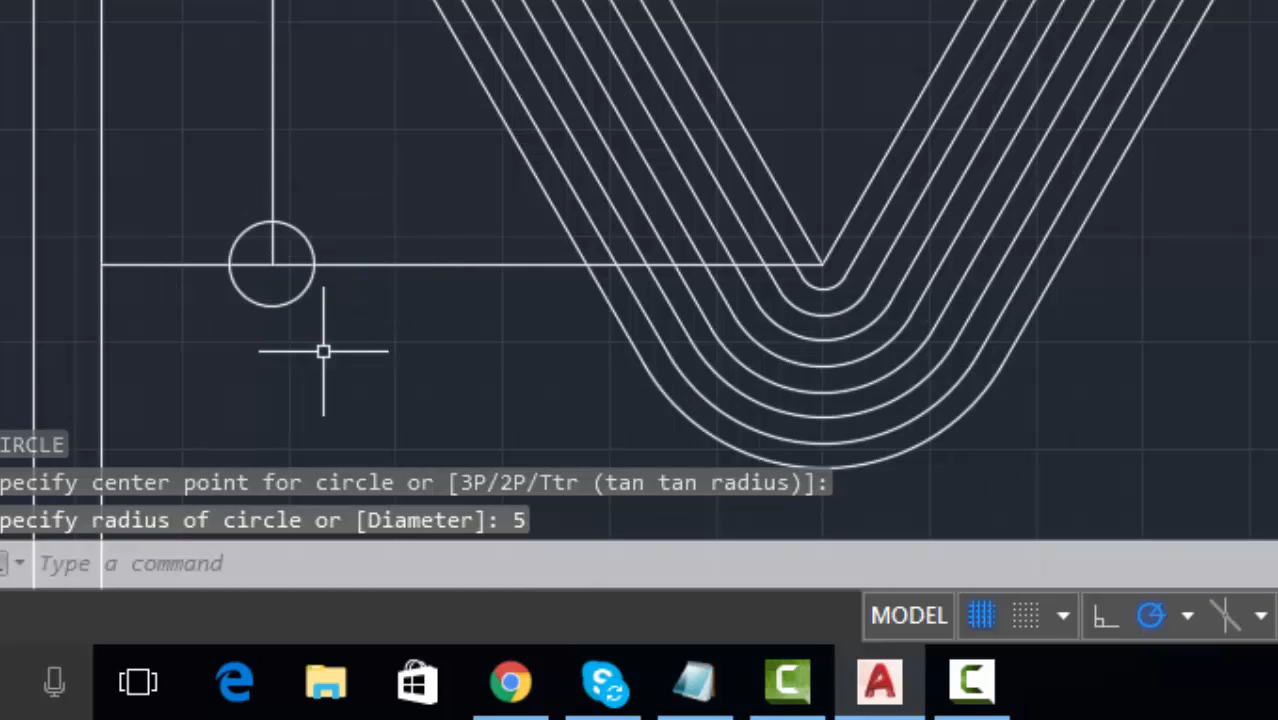 IRCLE
pecify center point for circle or [3P/2P/Ttr (tan tan radius)]:
pecify radius of circle or [Diameter]: 5
Type a command
MODEL